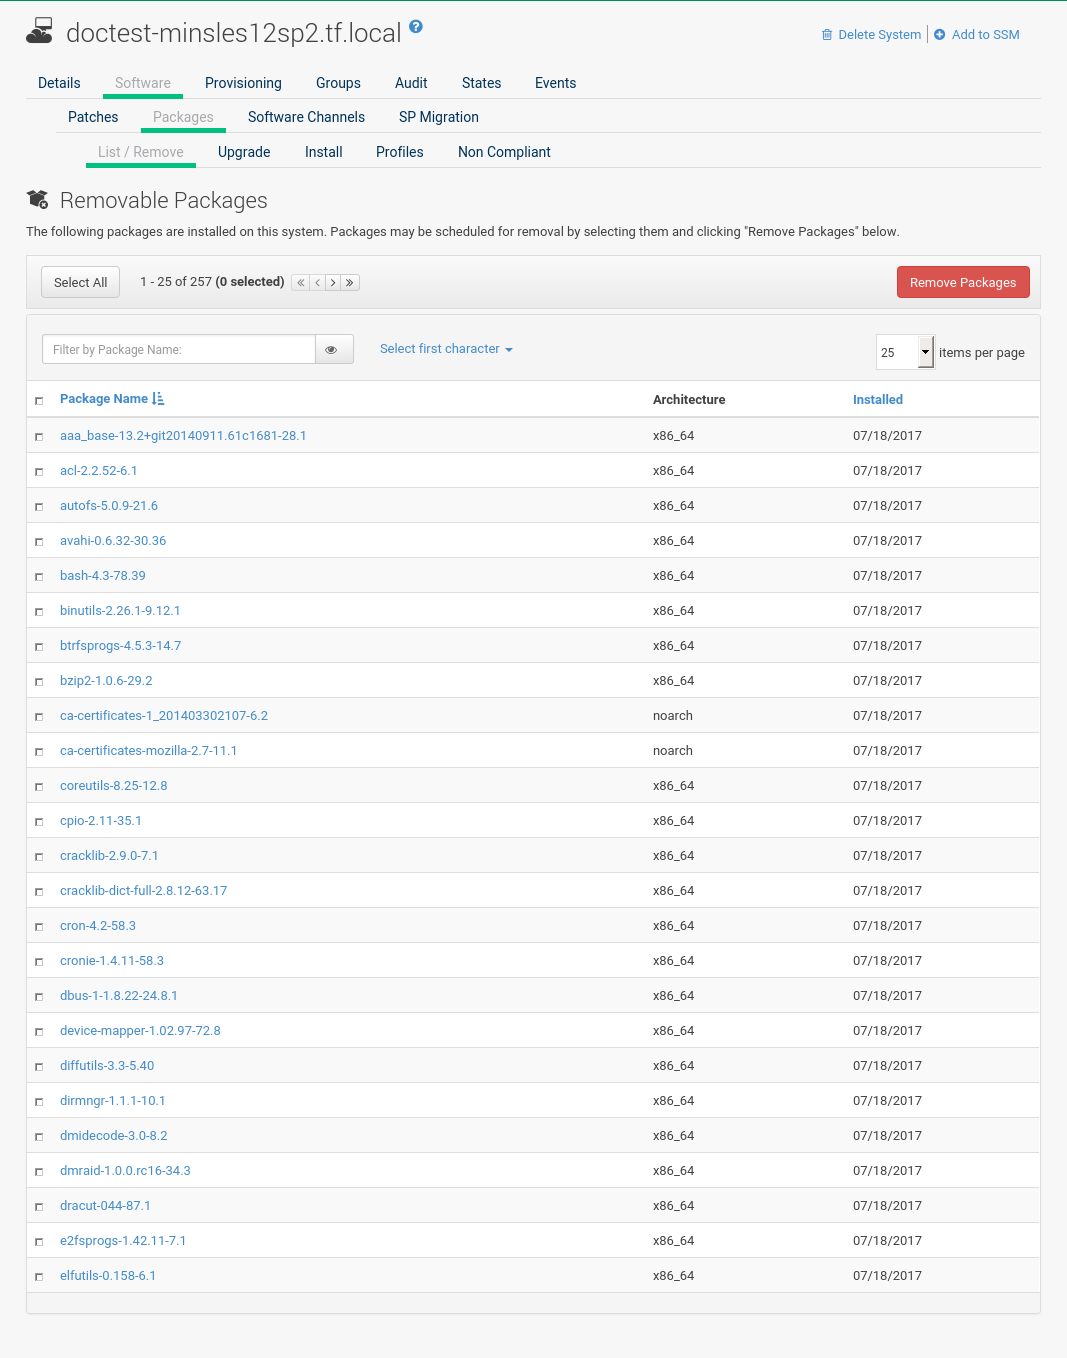 doctest-minsles12sp2.tf.local
Delete System Add to SSM
Details Software Provisioning Groups Audit States Events
Patches Packages Software Channels SP Migration
List / Remove Upgrade Install Profiles Non Compliant
Removable Packages
The following packages are installed on this system. Packages may be scheduled for removal by selecting them and clicking "Remove Packages" below.
Select All 1 - 25 of 257 (0 selected) Remove Packages
Filter by Package Name: Select first character 25 items per page
Package Name Architecture Installed
aaa_base-13.2+git20140911.61c1681-28.1 x86_64 07/18/2017
acl-2.2.52-6.1 x86_64 07/18/2017
autofs-5.0.9-21.6 x86_64 07/18/2017
avahi-0.6.32-30.36 x86_64 07/18/2017
bash-4.3-78.39 x86_64 07/18/2017
binutils-2.26.1-9.12.1 x86_64 07/18/2017
btrfsprogs-4.5.3-14.7 x86_64 07/18/2017
bzip2-1.0.6-29.2 x86_64 07/18/2017
ca-certificates-1_201403302107-6.2 noarch 07/18/2017
ca-certificates-mozilla-2.7-11.1 noarch 07/18/2017
coreutils-8.25-12.8 x86_64 07/18/2017
cpio-2.11-35.1 x86_64 07/18/2017
cracklib-2.9.0-7.1 x86_64 07/18/2017
cracklib-dict-full-2.8.12-63.17 x86_64 07/18/2017
cron-4.2-58.3 x86_64 07/18/2017
cronie-1.4.11-58.3 x86_64 07/18/2017
dbus-1-1.8.22-24.8.1 x86_64 07/18/2017
device-mapper-1.02.97-72.8 x86_64 07/18/2017
diffutils-3.3-5.40 x86_64 07/18/2017
dirmngr-1.1.1-10.1 x86_64 07/18/2017
dmidecode-3.0-8.2 x86_64 07/18/2017
dmraid-1.0.0.rc16-34.3 x86_64 07/18/2017
dracut-044-87.1 x86_64 07/18/2017
e2fsprogs-1.42.11-7.1 x86_64 07/18/2017
elfutils-0.158-6.1 x86_64 07/18/2017